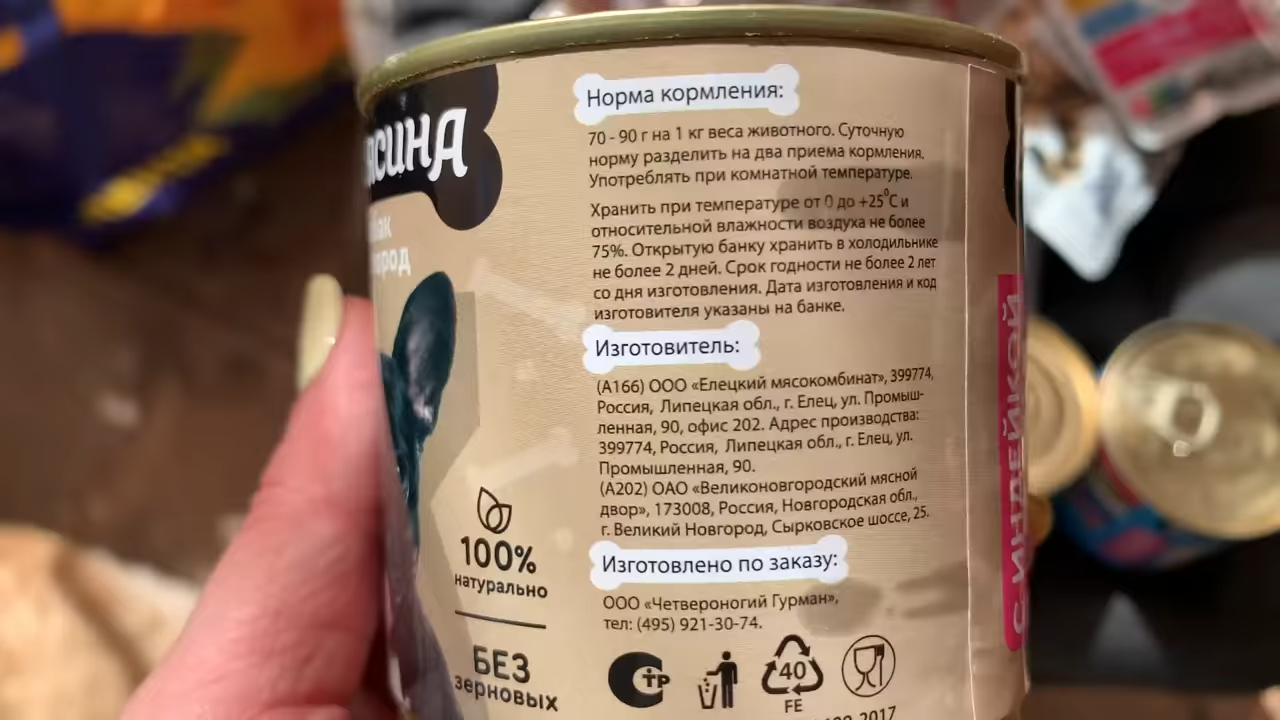 Норма кормления:
70 - 90 г на 1 кг веса животного. Суточную
норму разделить на два приема кормления.
Употреблять при комнатной температуре.
Хранить при температуре от 0 до +25⁰С и
относительной влажности воздуха не более
75%. Открытую банку хранить в холодильнике
не более 2 дней. Срок годности не более 2 лет
со дня изготовления. Дата изготовления и код
изготовителя указаны на банке.
Изготовитель:
(А166) ООО «Елецкий мясокомбинат», 399774,
Россия, Липецкая обл., г. Елец, ул. Промыш-
ленная, 90, офис 202. Адрес производства:
399774, Россия, Липецкая обл., г. Елец, ул.
Промышленная, 90.
(А202) ОАО «Великоновгородский мясной
двор», 173008, Россия, Новгородская обл.,
г. Великий Новгород, Сырковское шоссе, 25.
Изготовлено по заказу:
ООО «Четвероногий Гурман»,
тел: (495) 921-30-74.
СТР
40
FE
100%
натурально
БЕЗ
зерновых
С ИНДЕЙКОЙ